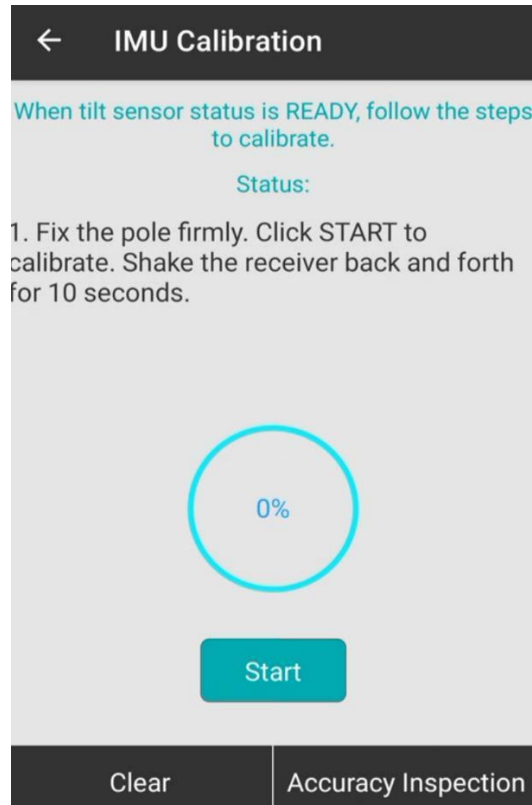 IMU Calibration
When tilt sensor status is READY, follow the steps
to calibrate.
Status:
1. Fix the pole firmly. Click START to
calibrate. Shake the receiver back and forth
for 10 seconds.
0%
Start
Clear
Accuracy Inspection